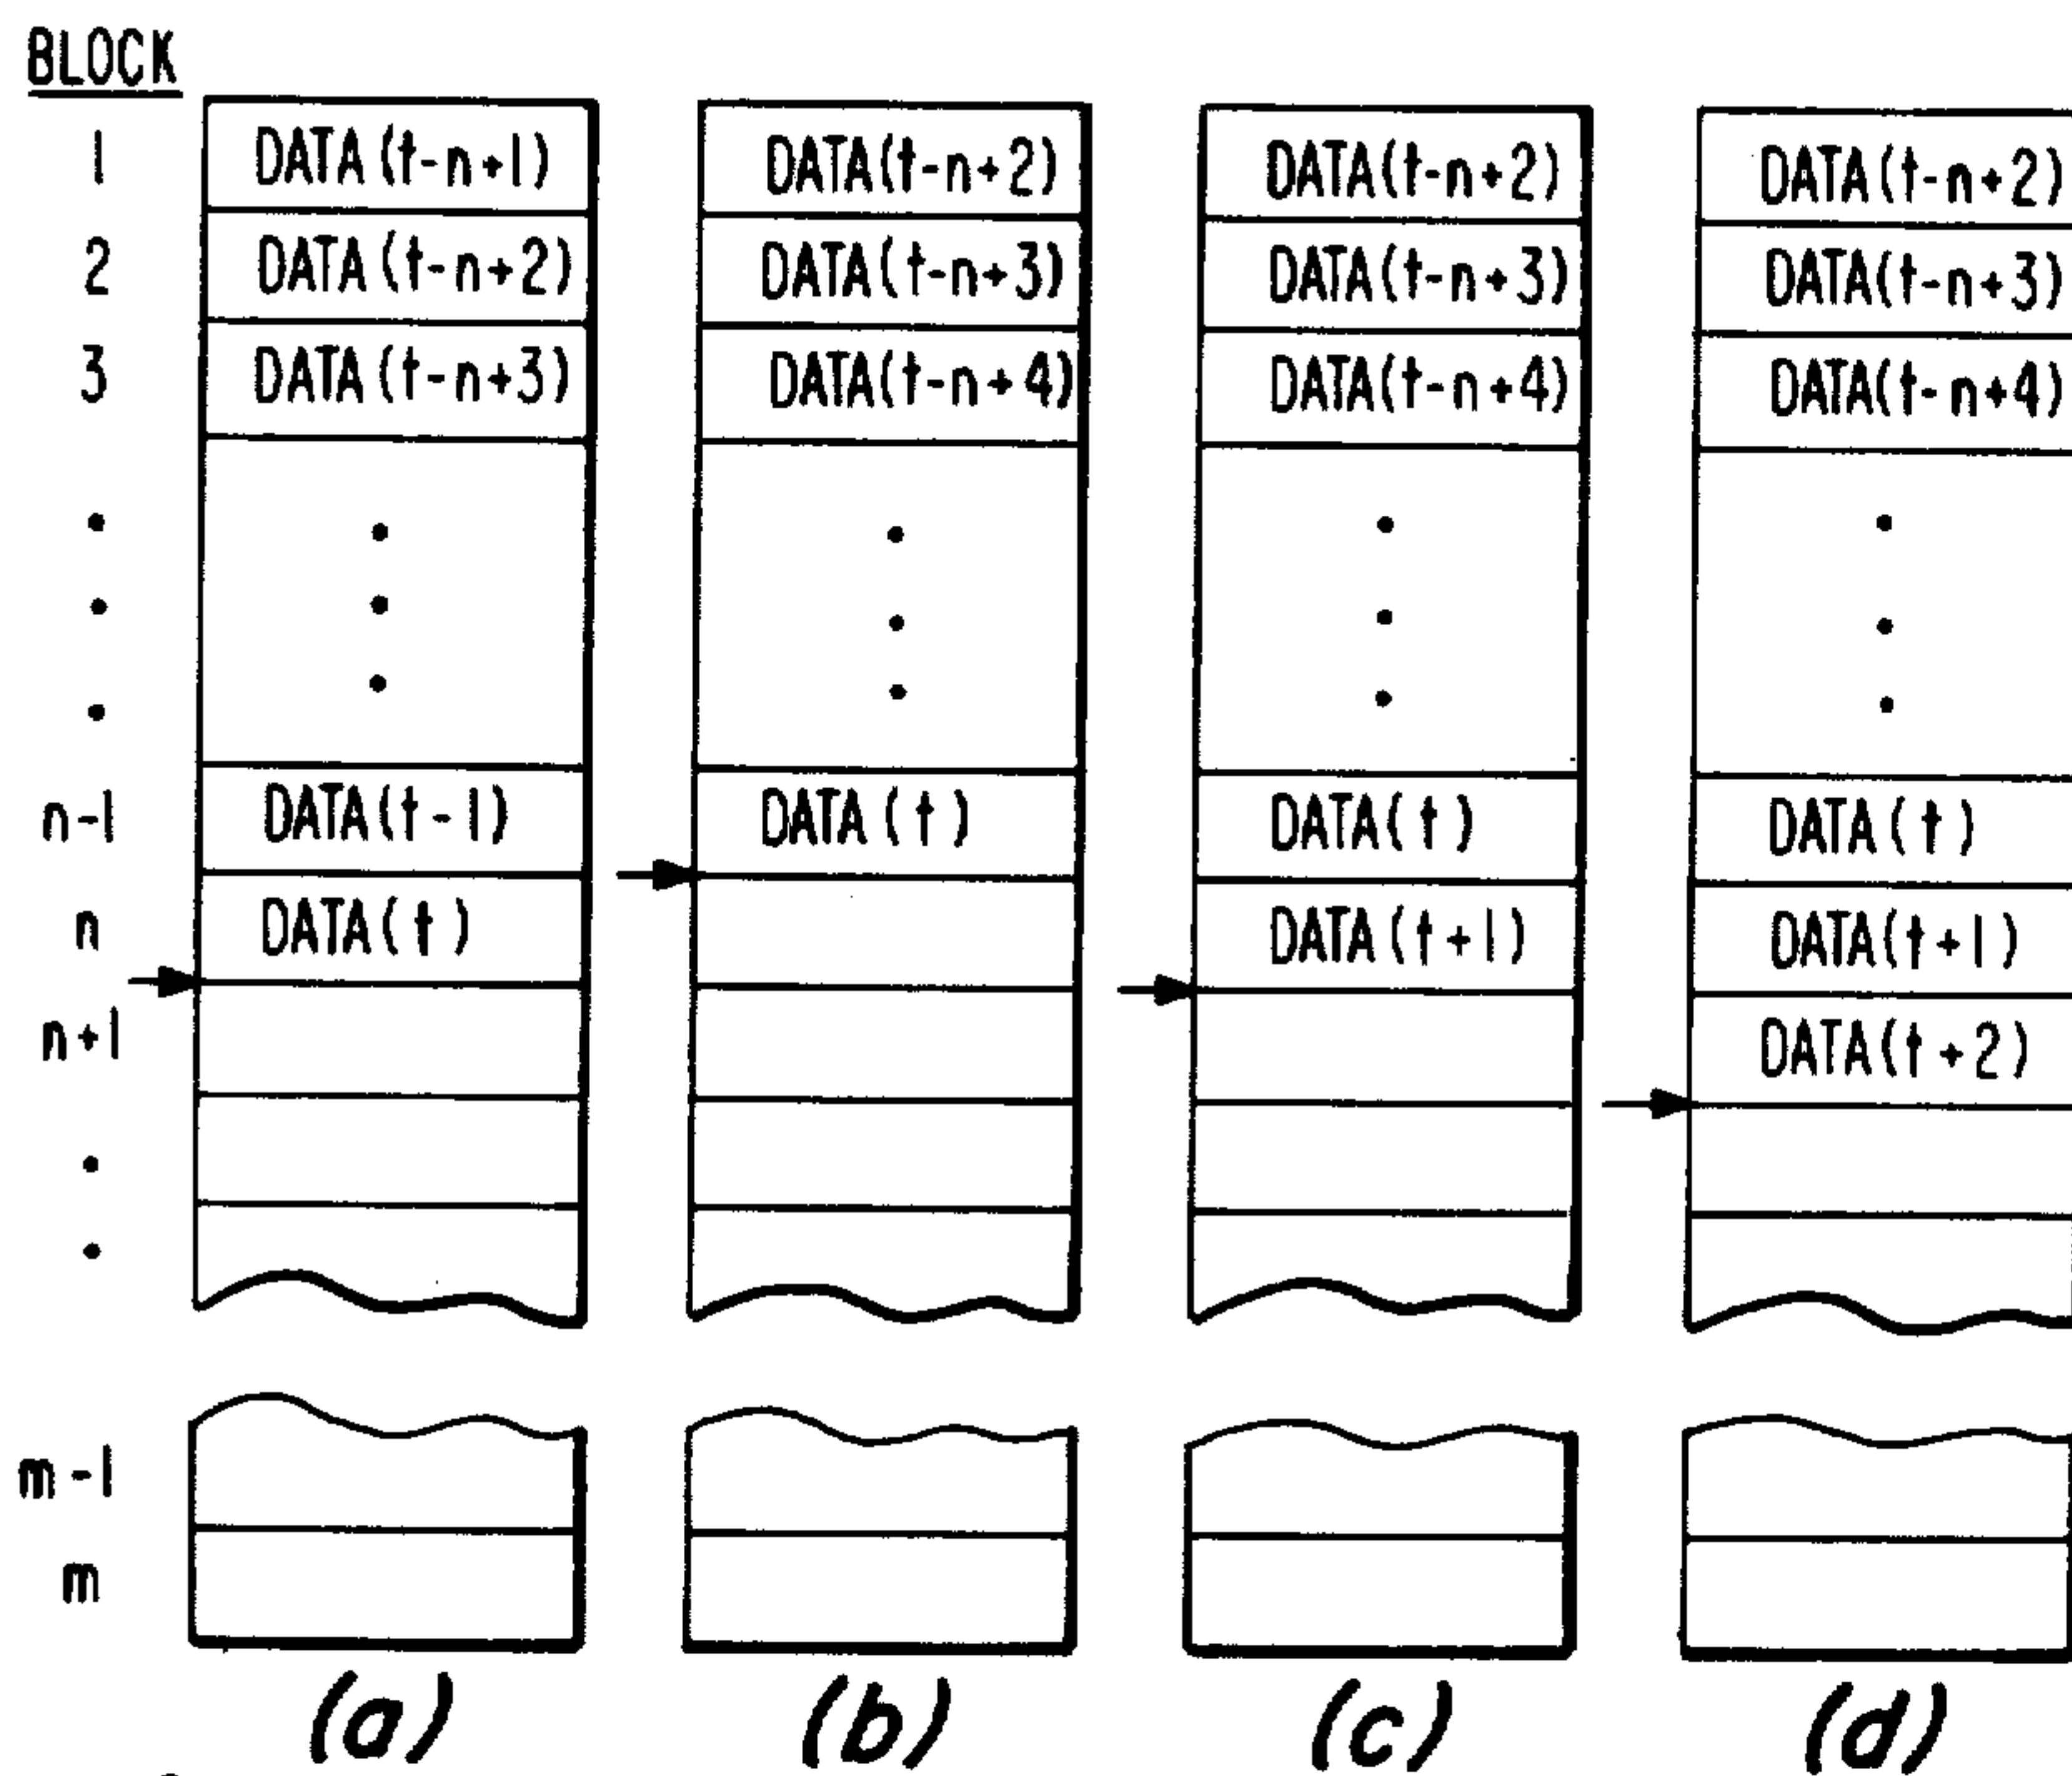 BLOCK
1 DATA(t-n+1) DATA(t-n+2) DATA(t-n+2) DATA(t-n+2)
2 DATA(t-n+2) DATA(t-n+3) DATA(t-n+3) DATA(t-n+3)
3 DATA(t-n+3) DATA(t-n+4) DATA(t-n+4) DATA(t-n+4)
n-1 DATA(t-1) DATA(t) DATA(t) DATA(t)
n DATA(t) DATA(t+1) DATA(t+1)
n+1 DATA(t+2)
m-1
m
(a) (b) (c) (d)